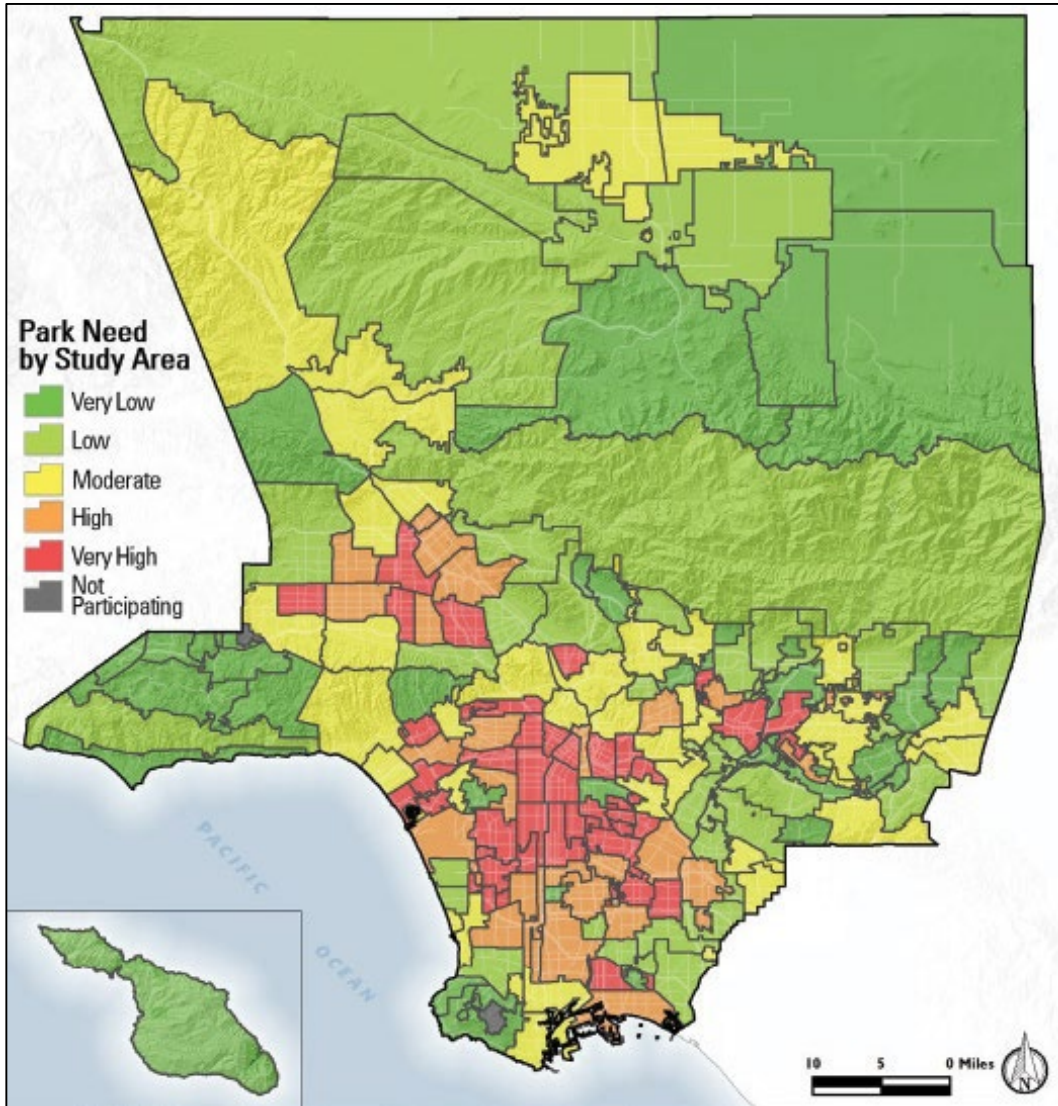 Park Need
by Study Area
Very Low
Low
Moderate
High
Very High
Not
Participating
PACIFIC
OCEAN
10 5 0 Miles
N